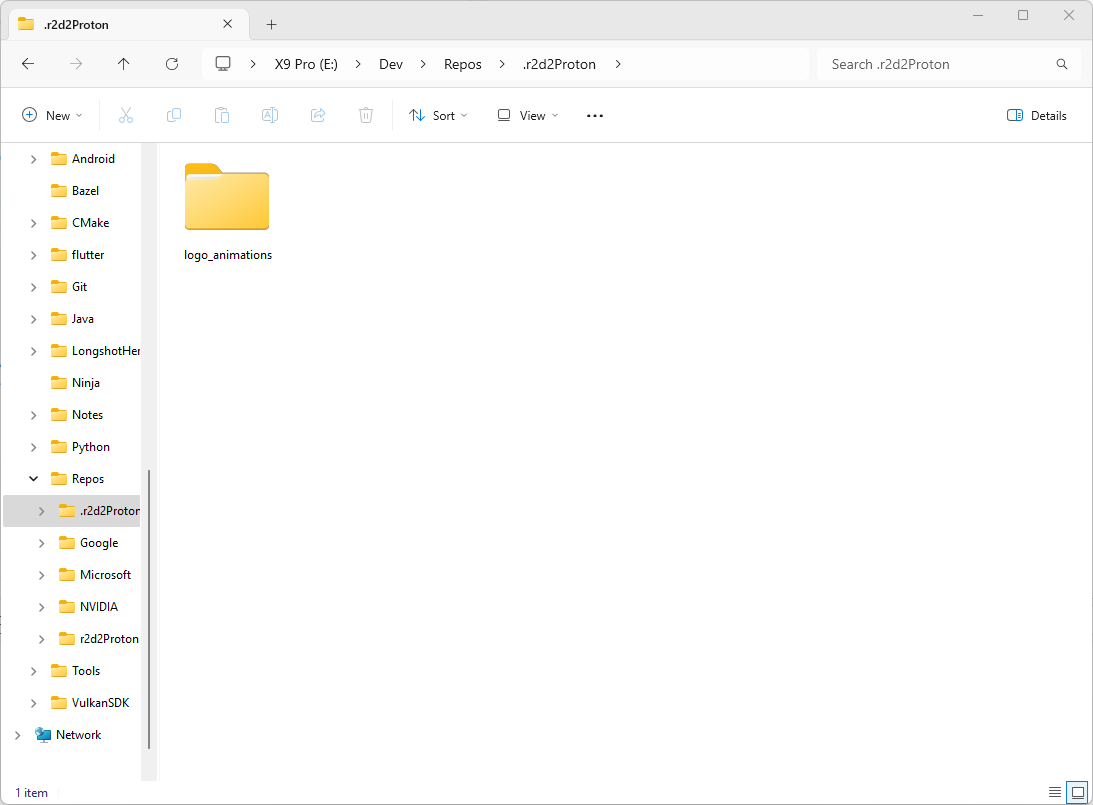 .r2d2Proton
X9 Pro (E:) Dev Repos .r2d2Proton Search .r2d2Proton
New Sort View Details
Android
Bazel
CMake
flutter
Git
Java
LongshotHer
Ninja
Notes
Python
Repos
.r2d2Proton
Google
Microsoft
NVIDIA
r2d2Proton
Tools
VulkanSDK
Network
logo_animations
1 item